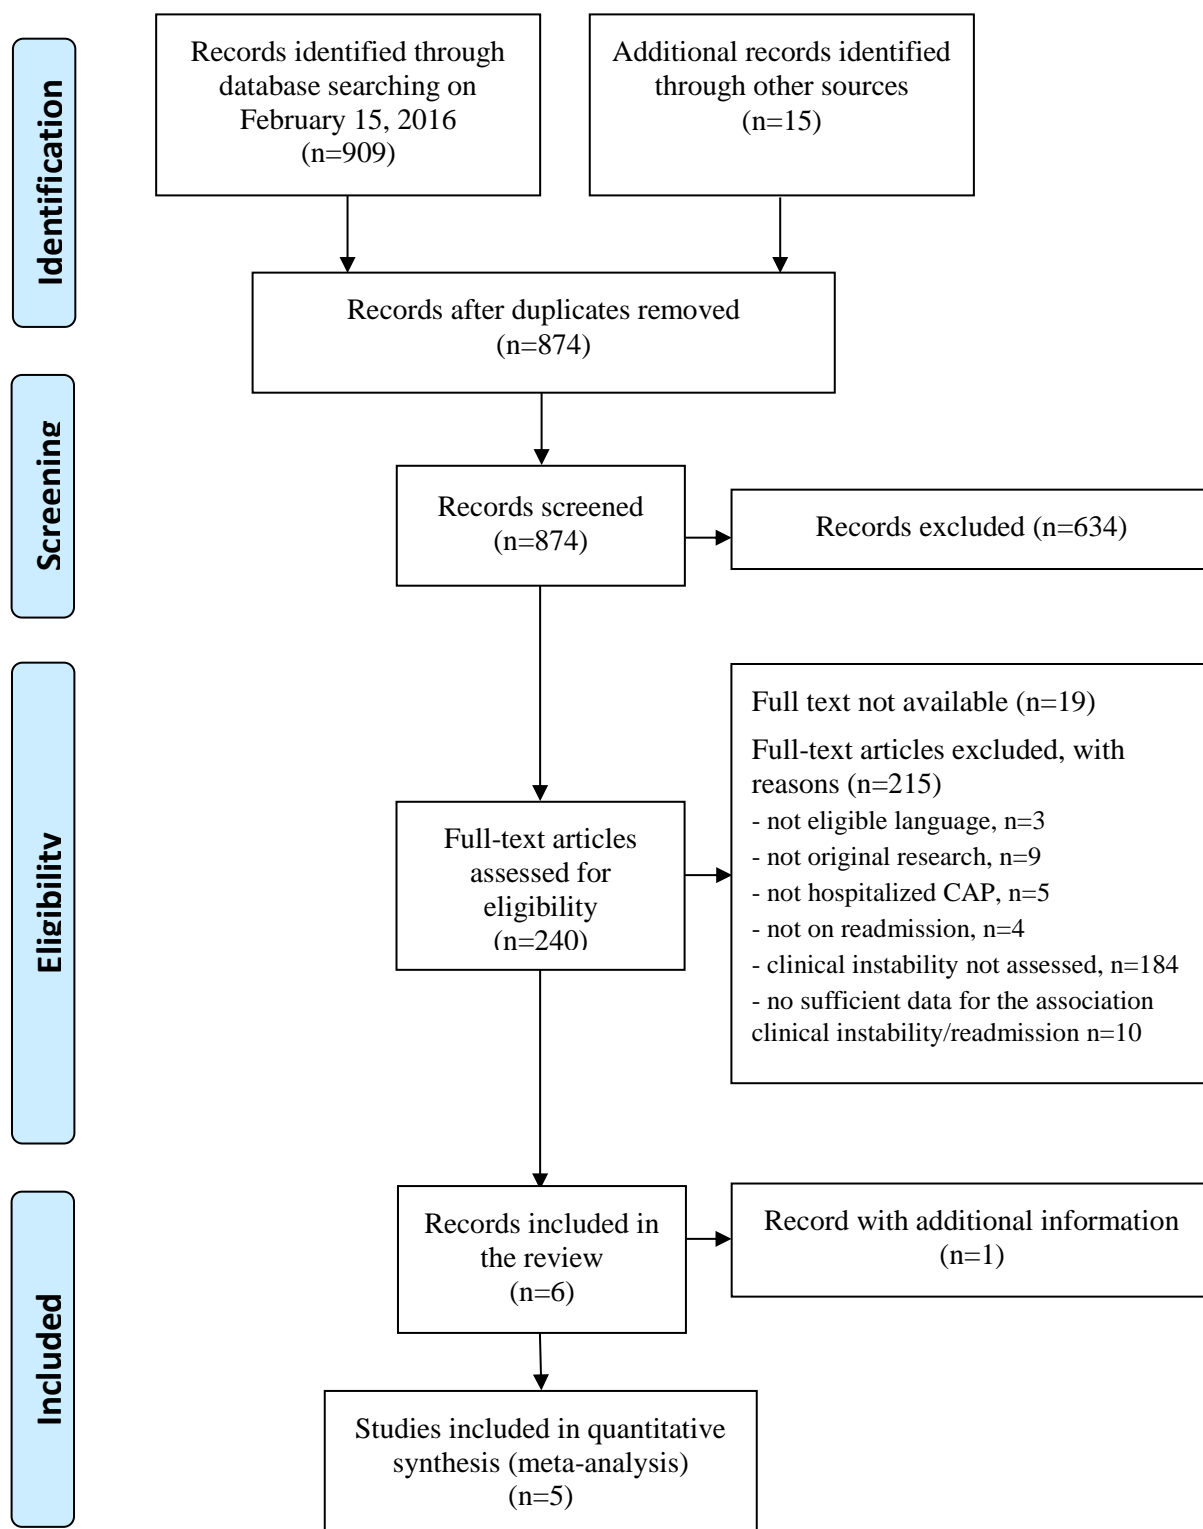 Identification
Records identified through
database searching on
February 15, 2016
(n=909)
Additional records identified
through other sources
(n=15)
Records after duplicates removed
(n=874)
Screening
Records screened
(n=874)
Records excluded (n=634)
Eligibility
Full-text articles
assessed for
eligibility
(n=240)
Full text not available (n=19)
Full-text articles excluded, with
reasons (n=215)
- not eligible language, n=3
- not original research, n=9
- not hospitalized CAP, n=5
- not on readmission, n=4
- clinical instability not assessed, n=184
- no sufficient data for the association
clinical instability/readmission n=10
Included
Records included in
the review
(n=6)
Record with additional information
(n=1)
Studies included in quantitative
synthesis (meta-analysis)
(n=5)